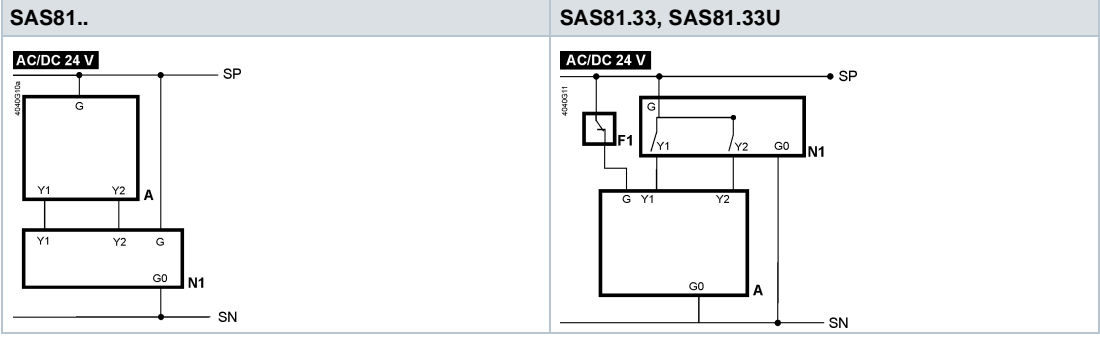 SAS81..
SAS81.33, SAS81.33U
AC/DC 24 V
SP
4040G10a
G
Y1 Y2
A
Y1 Y2 G
G0
N1
SN
AC/DC 24 V
SP
4040G11
G
F1
Y1 Y2 G0
N1
G Y1 Y2
G0
A
SN